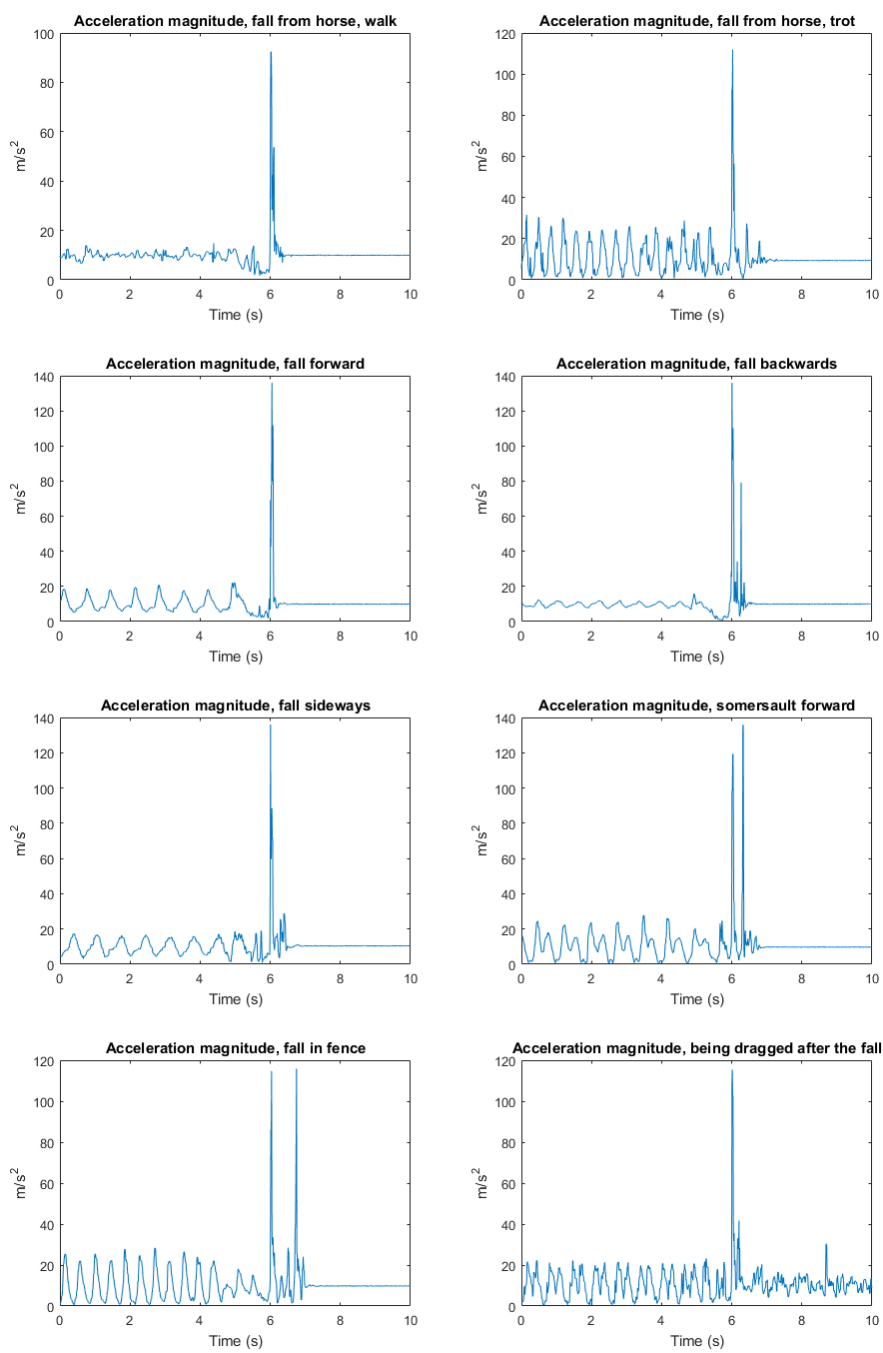 Acceleration magnitude, fall from horse, walk
100
80
60
40
20
0
m/s²
0 2 4 6 8 10
Time (s)
Acceleration magnitude, fall from horse, trot
120
100
80
60
40
20
0
m/s²
0 2 4 6 8 10
Time (s)
Acceleration magnitude, fall forward
140
120
100
80
60
40
20
0
m/s²
0 2 4 6 8 10
Time (s)
Acceleration magnitude, fall backwards
140
120
100
80
60
40
20
0
m/s²
0 2 4 6 8 10
Time (s)
Acceleration magnitude, fall sideways
140
120
100
80
60
40
20
0
m/s²
0 2 4 6 8 10
Time (s)
Acceleration magnitude, somersault forward
140
120
100
80
60
40
20
0
m/s²
0 2 4 6 8 10
Time (s)
Acceleration magnitude, fall in fence
120
100
80
60
40
20
0
m/s²
0 2 4 6 8 10
Time (s)
Acceleration magnitude, being dragged after the fall
120
100
80
60
40
20
0
m/s²
0 2 4 6 8 10
Time (s)